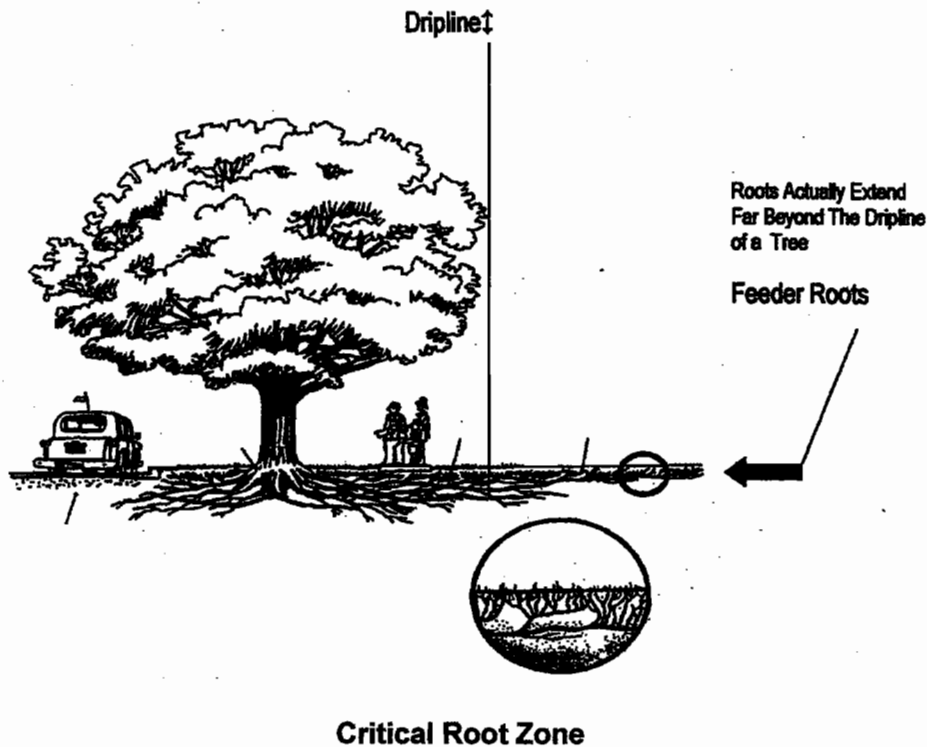 Dripline↕
Roots Actually Extend
Far Beyond The Dripline
of a Tree
Feeder Roots
Critical Root Zone